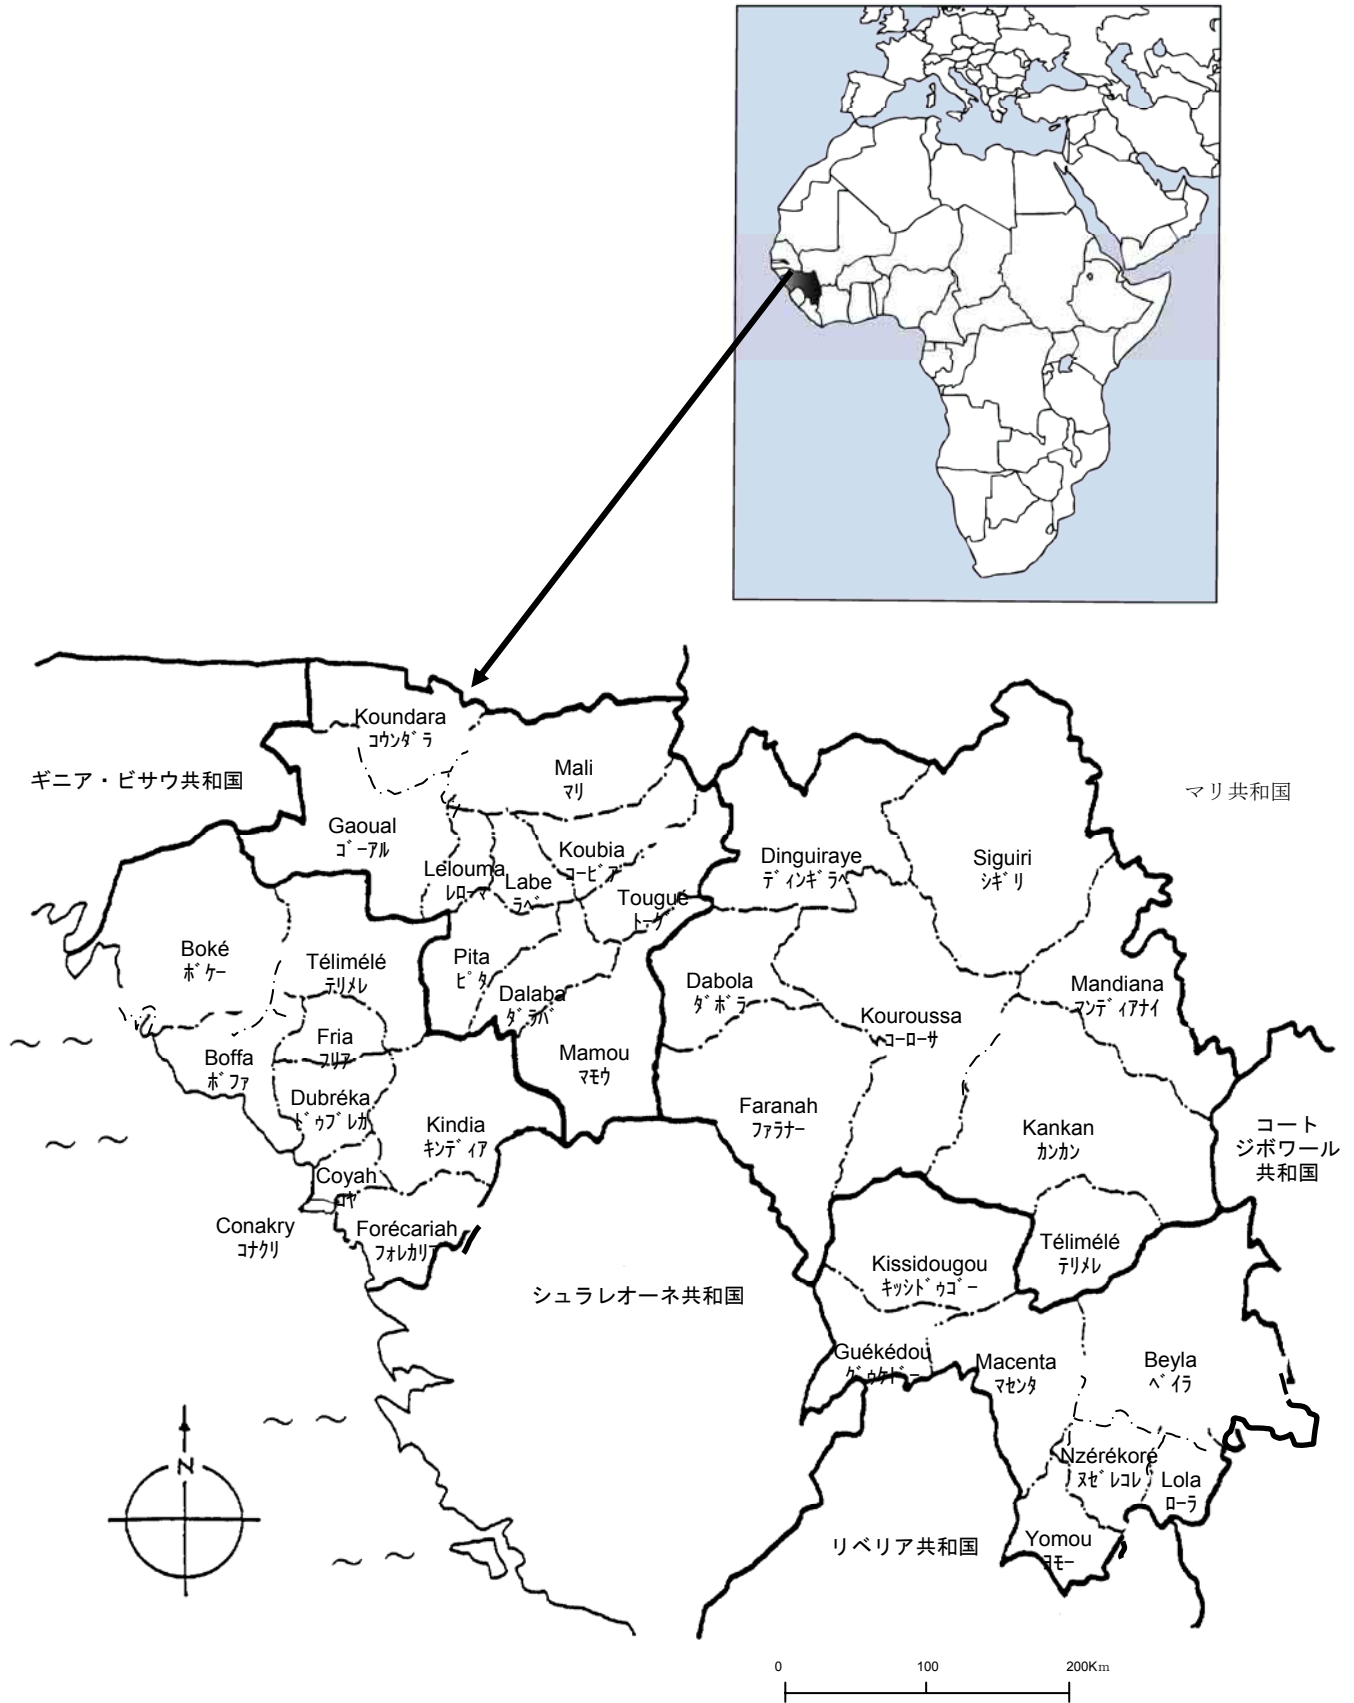 Koundara
コウンダラ
Mali
マリ
ギニア・ビサウ共和国
マリ共和国
Gaoual
ゴーアル
Lelouma
レローマ
Labe
ラベ
Koubia
コービア
Tougué
トーゲ
Dinguiraye
ディンギラペ
Siguiri
シギリ
Boké
ボケー
Télimélé
テリメレ
Pita
ピタ
Dalaba
ダラバ
Dabola
ダボラ
Mandiana
マンディアナイ
Kouroussa
コーローサ
Fria
フリア
Boffa
ボファ
Mamou
マモウ
Dubréka
ドゥブレカ
Kindia
キンディア
Faranah
ファラナー
Kankan
カンカン
コート
ジボワール
共和国
Coyah
コヤ
Conakry
コナクリ
Forécariah
フォレカリア
Kissidougou
キッシドゥゴー
Télimélé
テリメレ
シュラレオーネ共和国
Guékédou
グゥケドー
Macenta
マセンタ
Beyla
ベイラ
N
Nzérékoré
ヌゼレコレ
Lola
ローラ
Yomou
ヨモー
リベリア共和国
0 100 200Km